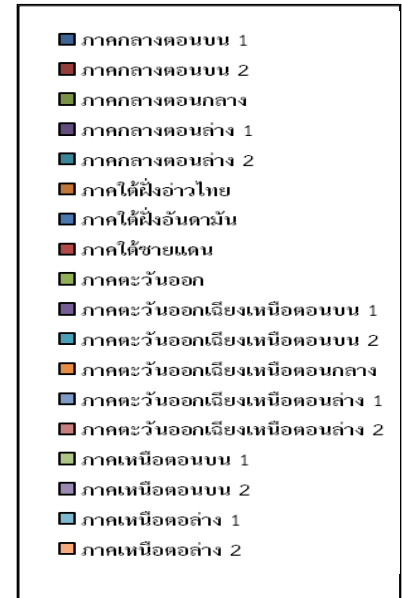 ภาคกลางตอนบน 1
ภาคกลางตอนบน 2
ภาคกลางตอนกลาง
ภาคกลางตอนล่าง 1
ภาคกลางตอนล่าง 2
ภาคใต้ฝั่งอ่าวไทย
ภาคใต้ฝั่งอันดามัน
ภาคใต้ชายแดน
ภาคตะวันออก
ภาคตะวันออกเฉียงเหนือตอนบน 1
ภาคตะวันออกเฉียงเหนือตอนบน 2
ภาคตะวันออกเฉียงเหนือตอนกลาง
ภาคตะวันออกเฉียงเหนือตอนล่าง 1
ภาคตะวันออกเฉียงเหนือตอนล่าง 2
ภาคเหนือตอนบน 1
ภาคเหนือตอนบน 2
ภาคเหนือตอล่าง 1
ภาคเหนือตอล่าง 2